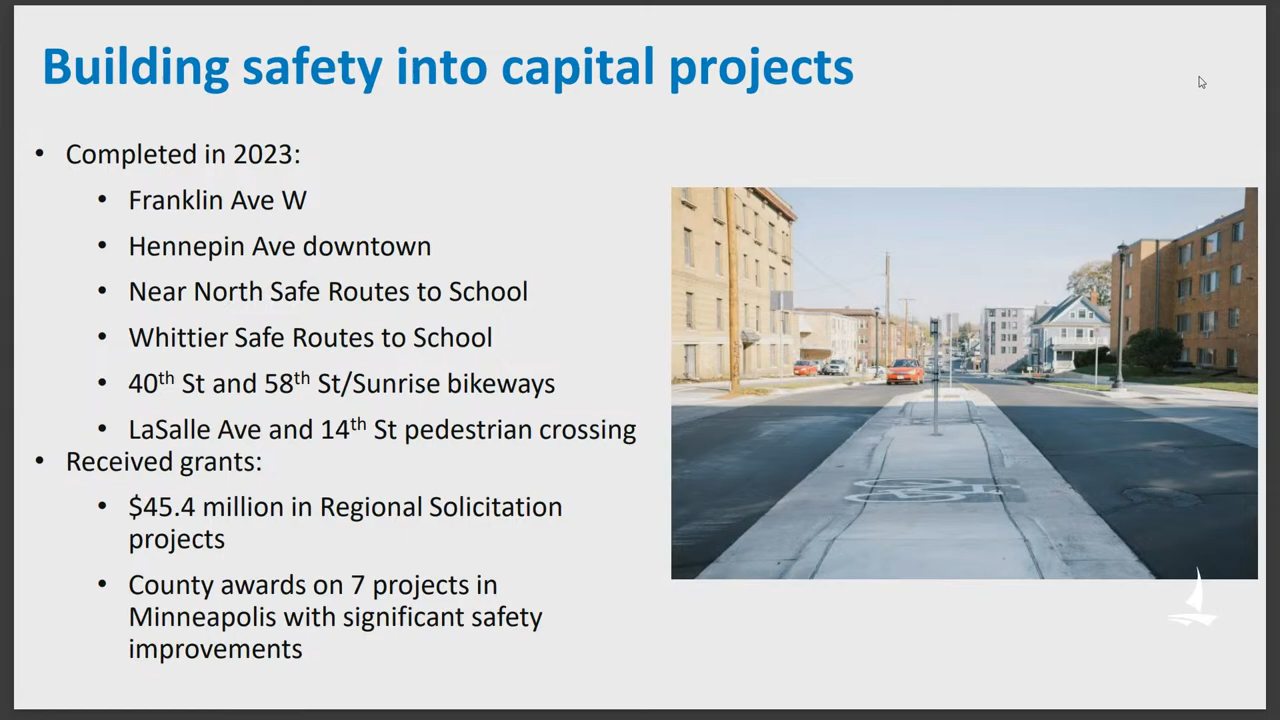 Building safety into capital projects
• Completed in 2023:
• Franklin Ave W
• Hennepin Ave downtown
• Near North Safe Routes to School
• Whittier Safe Routes to School
• 40th St and 58th St/Sunrise bikeways
• LaSalle Ave and 14th St pedestrian crossing
• Received grants:
• $45.4 million in Regional Solicitation
projects
• County awards on 7 projects in
Minneapolis with significant safety
improvements